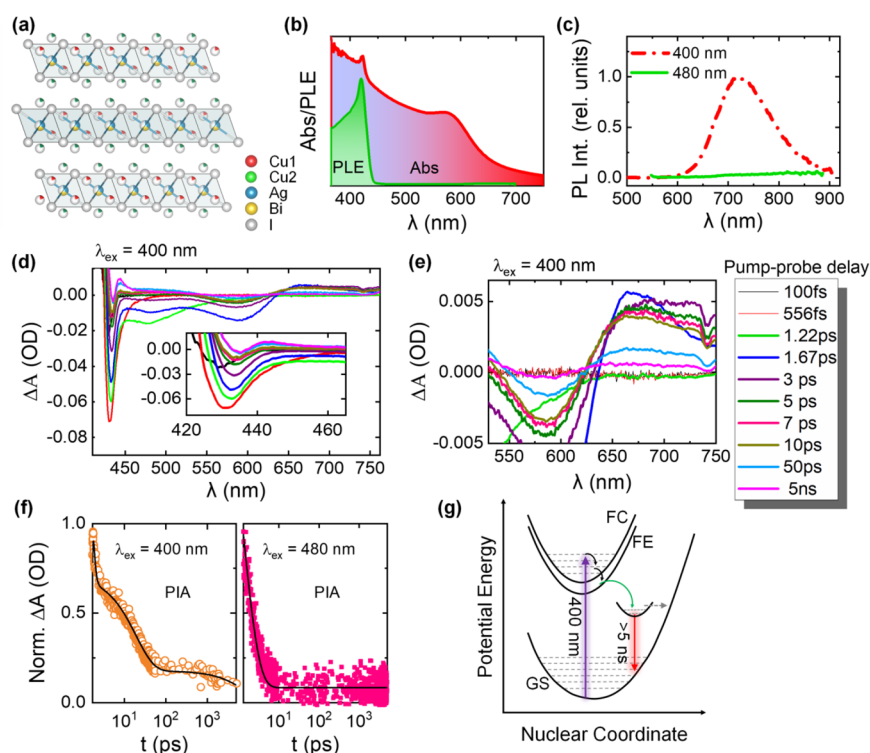 (a)
Cu1
Cu2
Ag
Bi
I
(b)
Abs/PLE
PLE
Abs
400 500 600 700
λ (nm)
(c)
PL Int. (rel. units)
400 nm
480 nm
1.0
0.5
0.0
500 600 700 800 900
λ (nm)
(d)
λex = 400 nm
ΔA (OD)
0.00
-0.02
-0.04
-0.06
-0.08
0.00
-0.03
-0.06
420 440 460
450 500 550 600 650 700 750
λ (nm)
(e)
λex = 400 nm
ΔA (OD)
0.005
0.000
-0.005
550 600 650 700 750
λ (nm)
Pump-probe delay
100fs
556fs
1.22ps
1.67ps
3 ps
5 ps
7 ps
10ps
50ps
5ns
(f)
Norm. ΔA (OD)
1.0
0.5
0.0
λex = 400 nm
PIA
10¹ 10² 10³
t (ps)
λex = 480 nm
PIA
10¹ 10² 10³
t (ps)
(g)
Potential Energy
FC
FE
400 nm
>5 ns
GS
Nuclear Coordinate